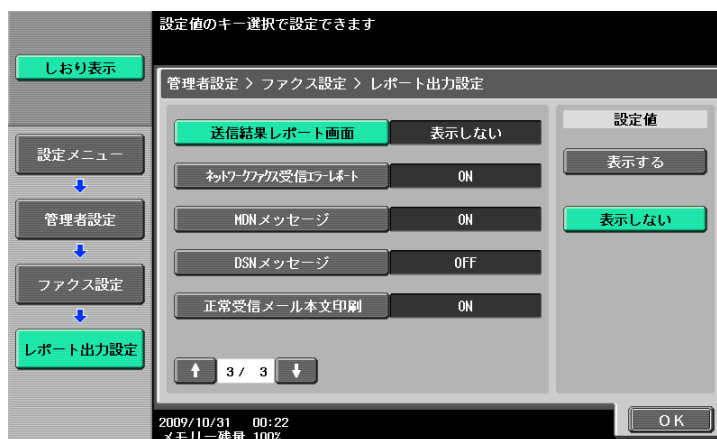 設定値のキー選択で設定できます
しおり表示
管理者設定 > ファクス設定 > レポート出力設定
設定メニュー
管理者設定
ファクス設定
レポート出力設定
送信結果レポート画面 表示しない
ネットワークファクス受信エラーレポート ON
MDNメッセージ ON
DSNメッセージ OFF
正常受信メール本文印刷 ON
↑ 3/ 3 ↓
設定値
表示する
表示しない
2009/10/31 00:22
メモリー残量 100%
OK